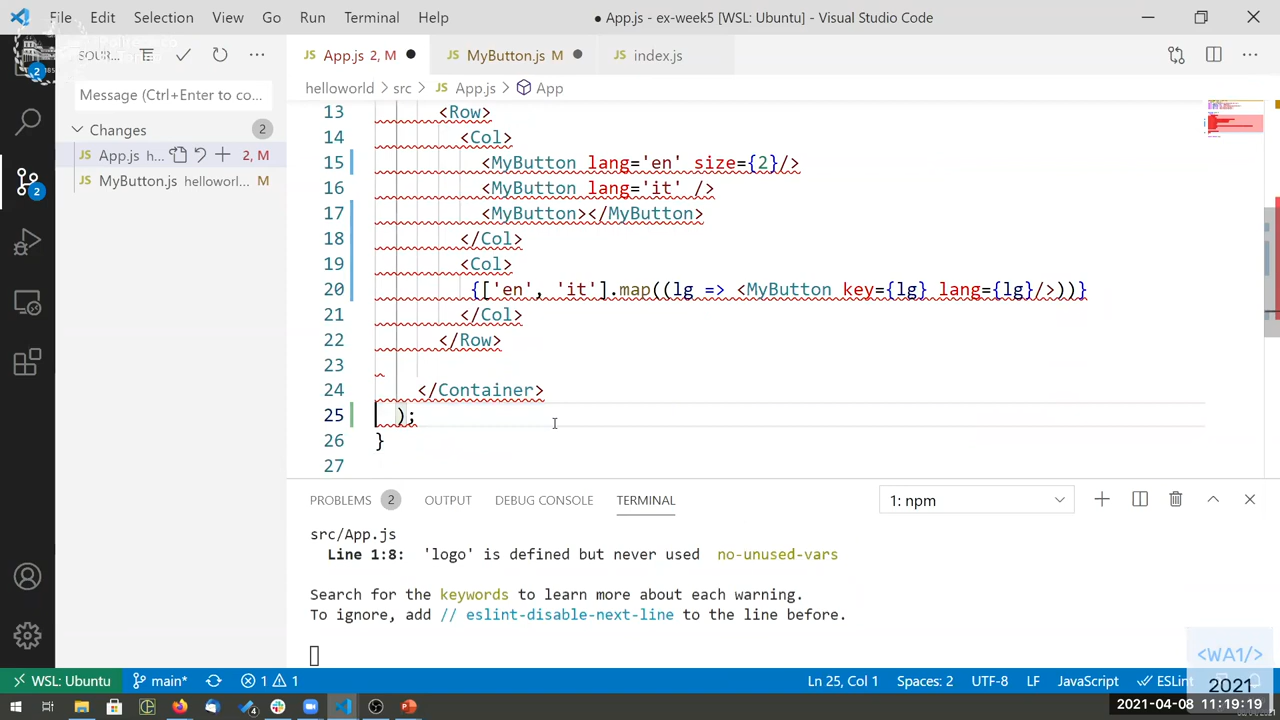 File Edit Selection View Go Run Terminal Help ● App.js - ex-week5 [WSL: Ubuntu] - Visual Studio Code
App.js 2, M ● MyButton.js M ● index.js
Message (Ctrl+Enter to co...
helloworld > src > App.js > App
Changes 2
App.js h... 2, M
MyButton.js helloworl... M
13 <Row>
14 <Col>
15 <MyButton lang='en' size={2}/>
16 <MyButton lang='it' />
17 <MyButton></MyButton>
18 </Col>
19 <Col>
20 {['en', 'it'].map((lg => <MyButton key={lg} lang={lg}/>))}
21 </Col>
22 </Row>
23
24 </Container>
25 );
26 }
27
PROBLEMS 2 OUTPUT DEBUG CONSOLE TERMINAL 1: npm
src/App.js
Line 1:8: 'logo' is defined but never used no-unused-vars
Search for the keywords to learn more about each warning.
To ignore, add // eslint-disable-next-line to the line before.
<WA1/>
2021
WSL: Ubuntu main* 1 1 Ln 25, Col 1 Spaces: 2 UTF-8 LF JavaScript ESLint
2021-04-08 11:19:19